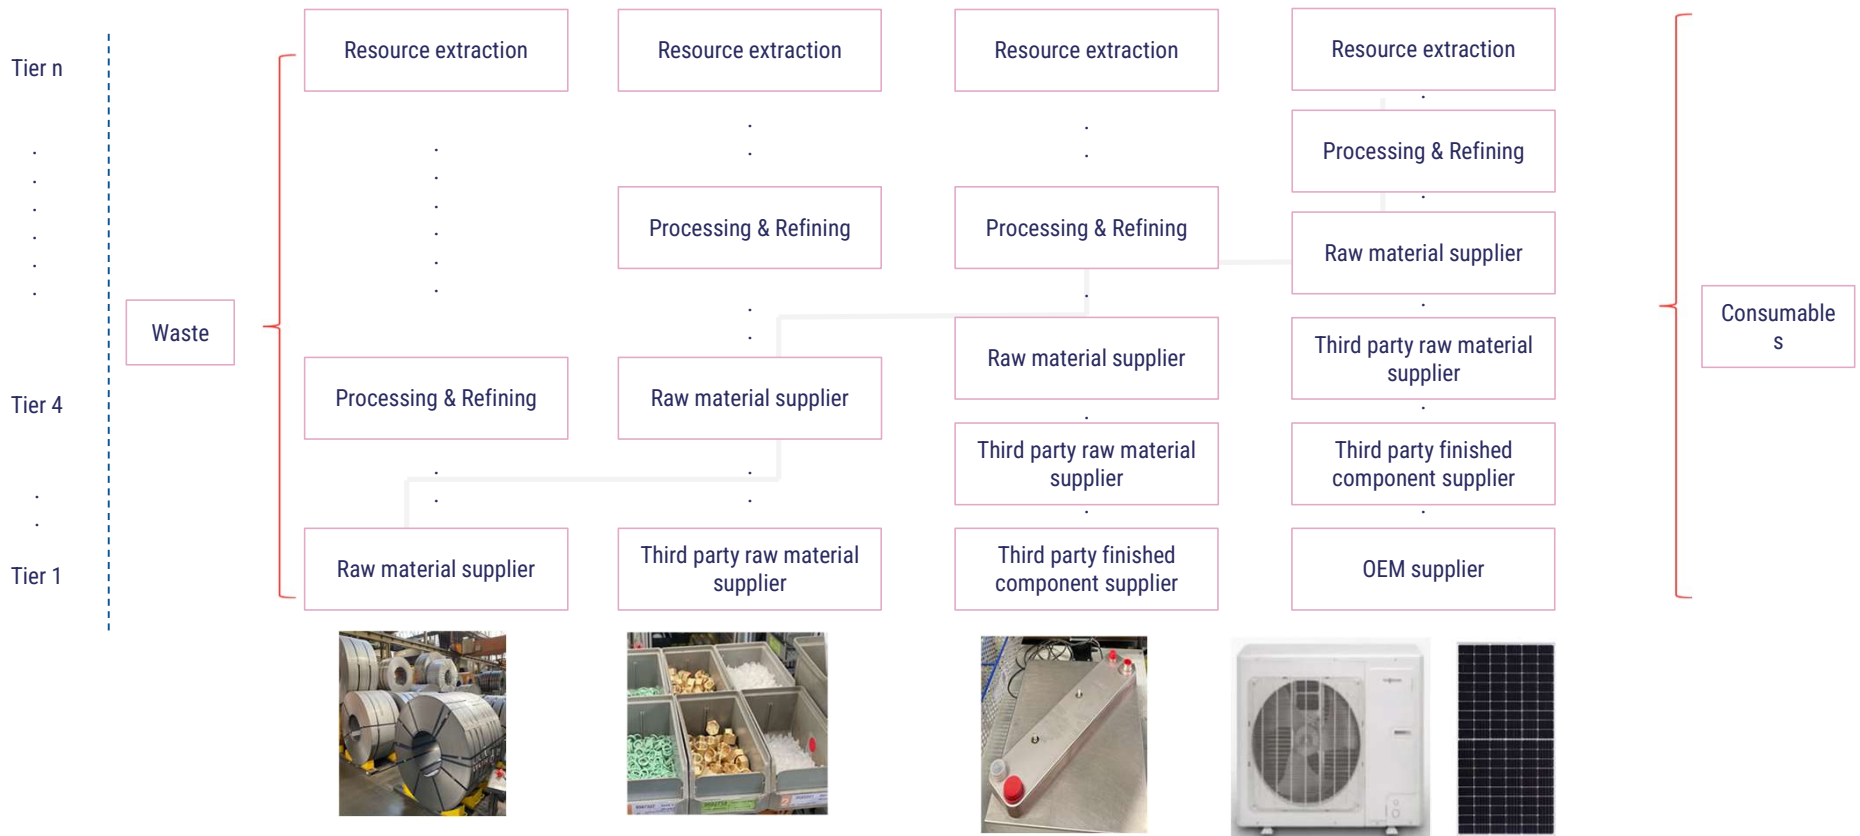 Tier n
Tier 4
Tier 1
Waste
Resource extraction
Processing & Refining
Raw material supplier
Resource extraction
Processing & Refining
Raw material supplier
Third party raw material
supplier
Resource extraction
Processing & Refining
Raw material supplier
Third party raw material
supplier
Third party finished
component supplier
Resource extraction
Processing & Refining
Raw material supplier
Third party raw material
supplier
Third party finished
component supplier
OEM supplier
Consumable
s